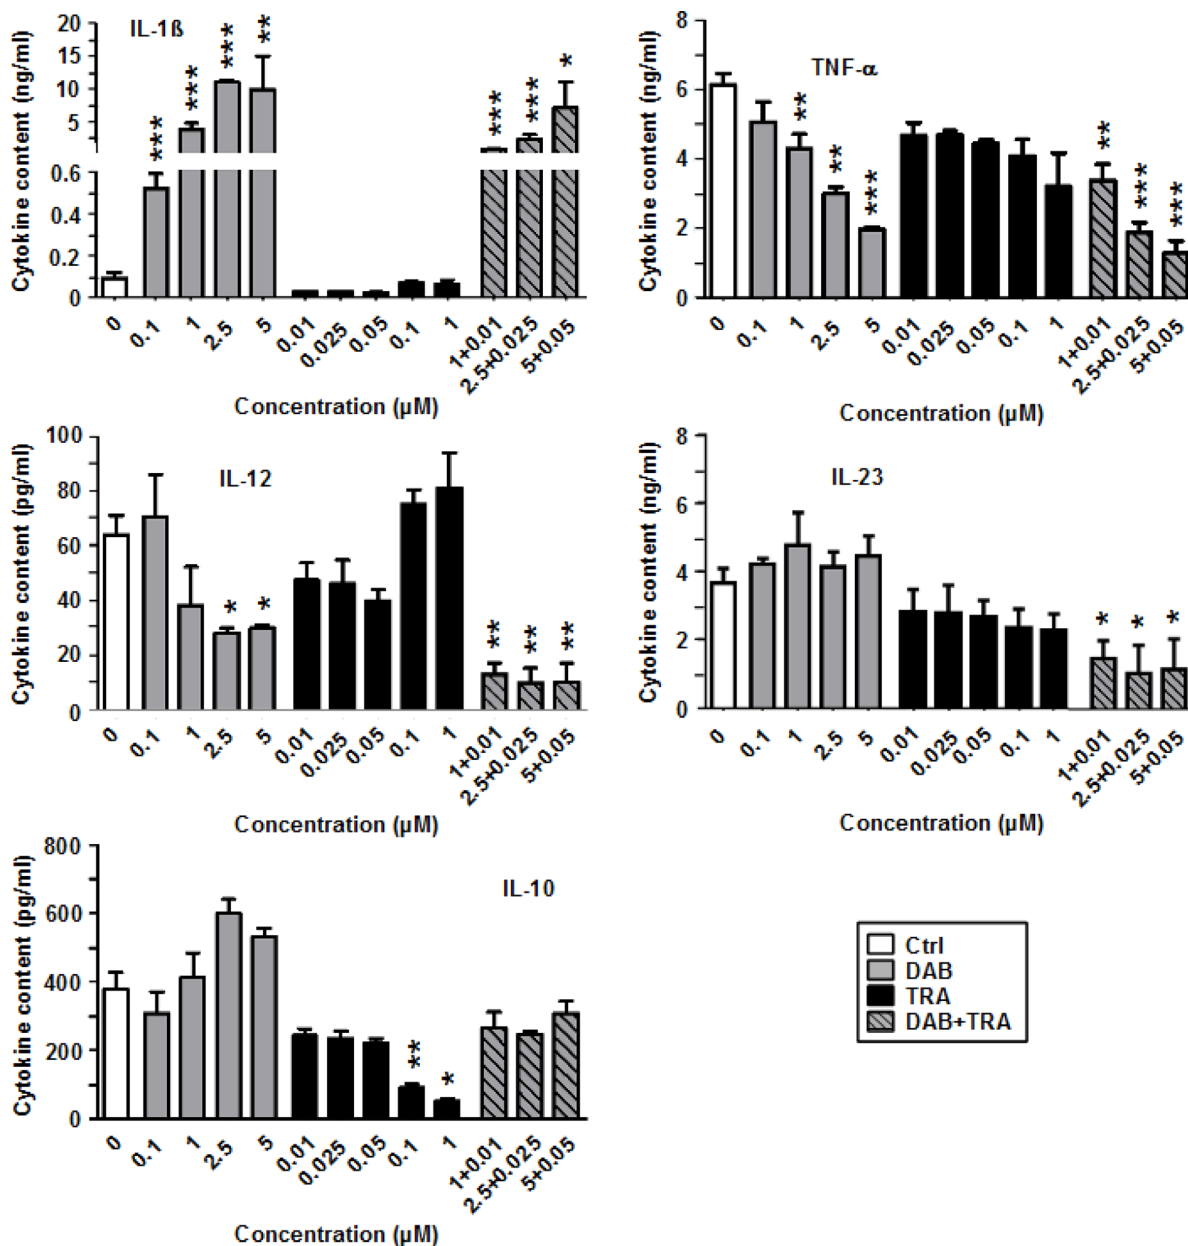 IL-1ß
Cytokine content (ng/ml)
20
15
10
5
0.6
0.4
0.2
0
*** *** *** ** *** *** *
0 0.1 1 2.5 5 0.01 0.025 0.05 0.1 1 1+0.01 2.5+0.025 5+0.05
Concentration (µM)
TNF-α
Cytokine content (ng/ml)
8
6
4
2
0
** ** *** ** *** ***
0 0.1 1 2.5 5 0.01 0.025 0.05 0.1 1 1+0.01 2.5+0.025 5+0.05
Concentration (µM)
IL-12
Cytokine content (pg/ml)
100
80
60
40
20
0
* * ** ** **
0 0.1 1 2.5 5 0.01 0.025 0.05 0.1 1 1+0.01 2.5+0.025 5+0.05
Concentration (µM)
IL-23
Cytokine content (ng/ml)
8
6
4
2
0
* * *
0 0.1 1 2.5 5 0.01 0.025 0.05 0.1 1 1+0.01 2.5+0.025 5+0.05
Concentration (µM)
IL-10
Cytokine content (pg/ml)
800
600
400
200
0
** *
0 0.1 1 2.5 5 0.01 0.025 0.05 0.1 1 1+0.01 2.5+0.025 5+0.05
Concentration (µM)
Ctrl
DAB
TRA
DAB+TRA